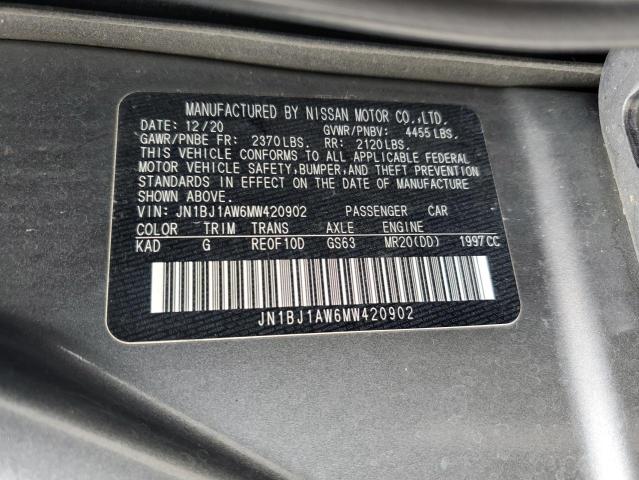 MANUFACTURED BY NISSAN MOTOR CO.,LTD.
DATE: 12/20 GVWR/PNBV: 4455 LBS.
GAWR/PNBE FR: 2370 LBS. RR: 2120 LBS.
THIS VEHICLE CONFORMS TO ALL APPLICABLE FEDERAL
MOTOR VEHICLE SAFETY, BUMPER, AND THEFT PREVENTION
STANDARDS IN EFFECT ON THE DATE OF MANUFACTURE
SHOWN ABOVE.
VIN: JN1BJ1AW6MW420902 PASSENGER CAR
COLOR TRIM TRANS AXLE ENGINE
KAD G REOF10D GS63 MR20(DD) 1997CC
JN1BJ1AW6MW420902